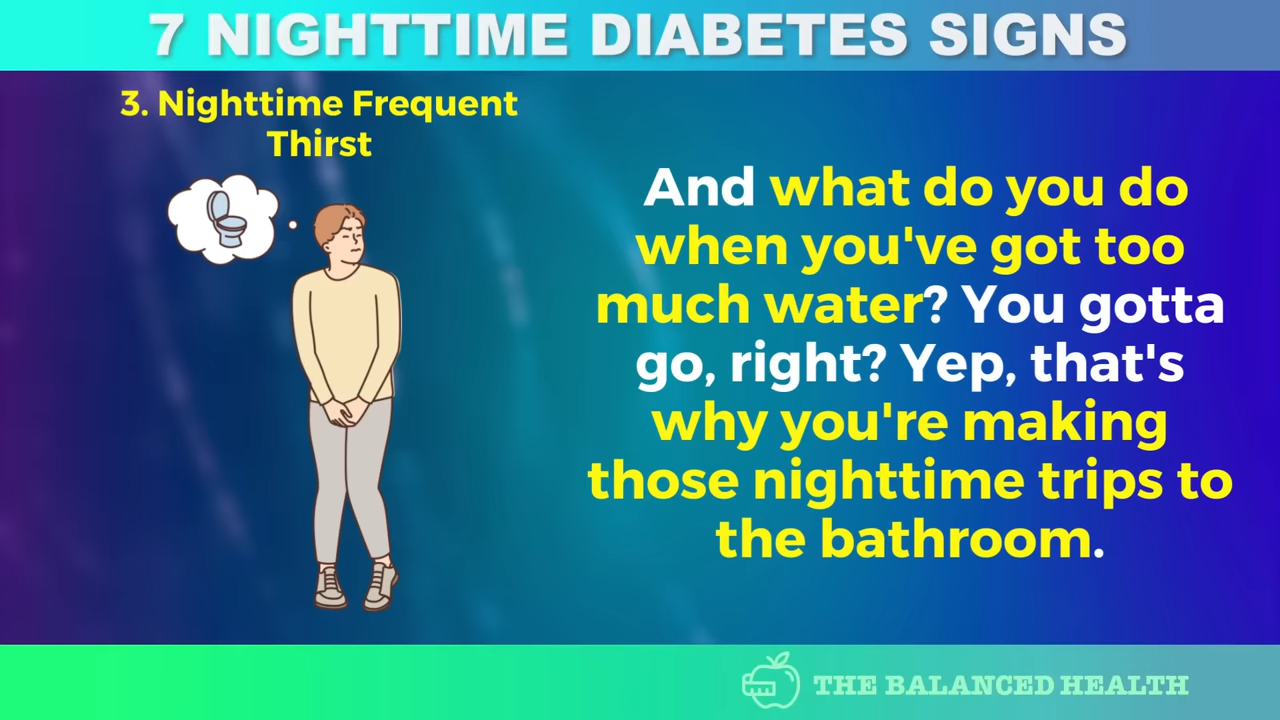 7 NIGHTTIME DIABETES SIGNS
3. Nighttime Frequent
Thirst
And what do you do
when you've got too
much water? You gotta
go, right? Yep, that's
why you're making
those nighttime trips to
the bathroom.
THE BALANCED HEALTH